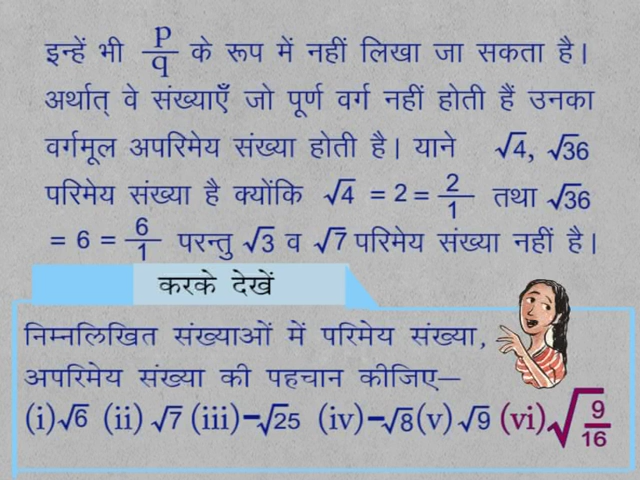 इन्हें भी p/q के रूप में नहीं लिखा जा सकता है।
अर्थात् वे संख्याएँ जो पूर्ण वर्ग नहीं होती हैं उनका
वर्गमूल अपरिमेय संख्या होती है। याने √4, √36
परिमेय संख्या है क्योंकि √4 = 2 = 2/1 तथा √36
= 6 = 6/1 परन्तु √3 व √7 परिमेय संख्या नहीं है।
करके देखें
निम्नलिखित संख्याओं में परिमेय संख्या,
अपरिमेय संख्या की पहचान कीजिए—
(i)√6 (ii) √7 (iii)−√25 (iv)−√8 (v) √9 (vi) √9/16